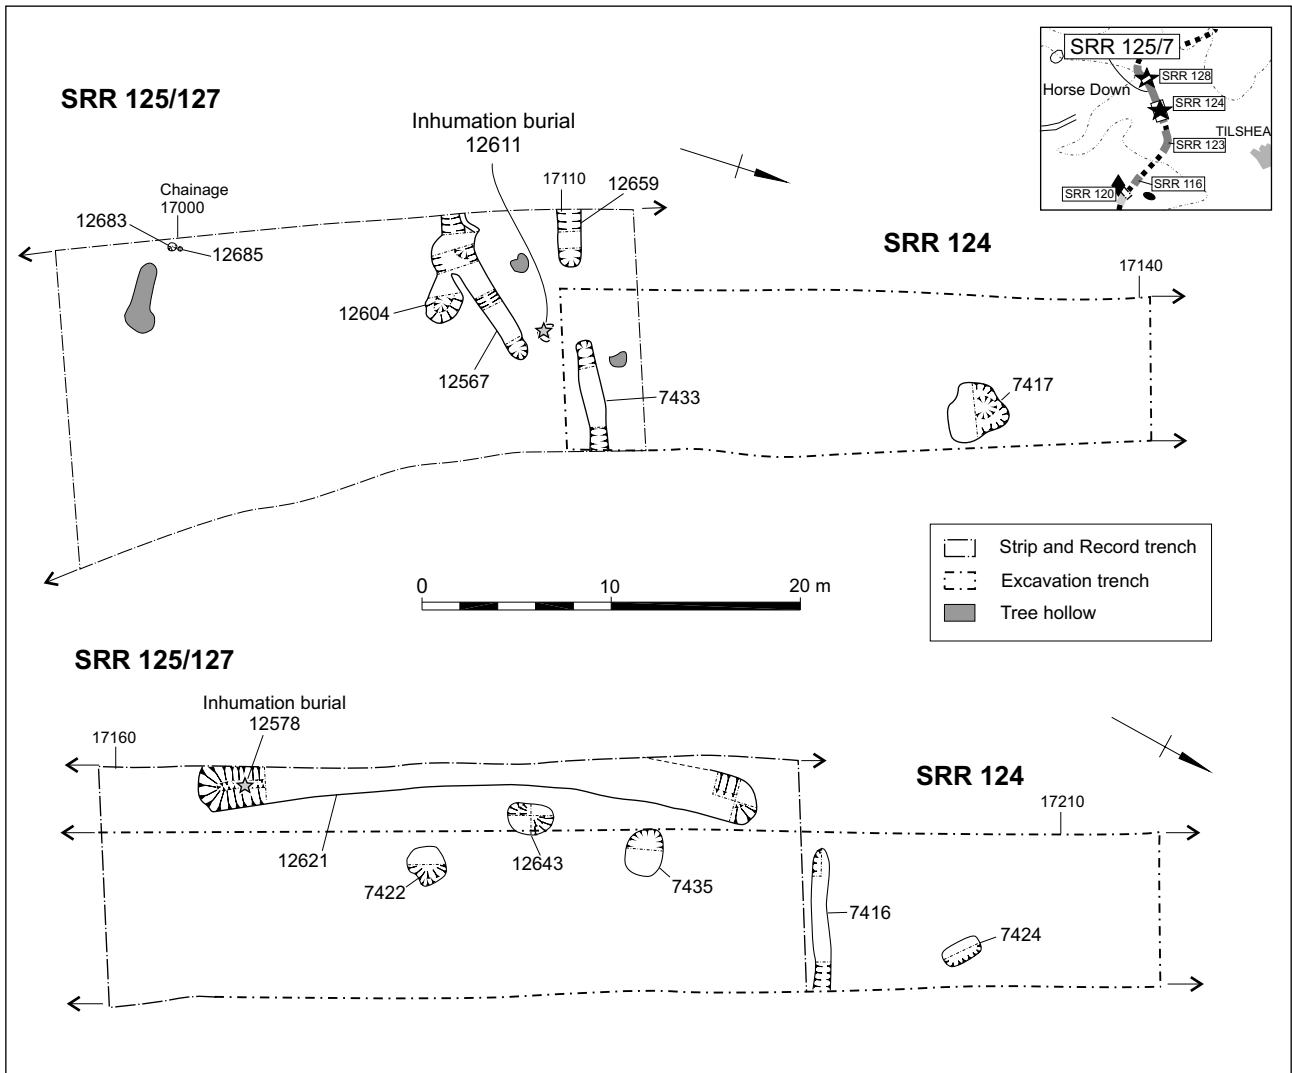 SRR 125/7
SRR 128
Horse Down
SRR 124
TILSHEA
SRR 123
SRR 116
SRR 120
SRR 125/127
Inhumation burial
12611
Chainage
17000
17110
12659
12683
12685
SRR 124
17140
12604
12567
7433
7417
Strip and Record trench
Excavation trench
Tree hollow
0 10 20 m
SRR 125/127
Inhumation burial
12578
17160
SRR 124
17210
12621
12643
7422
7435
7416
7424